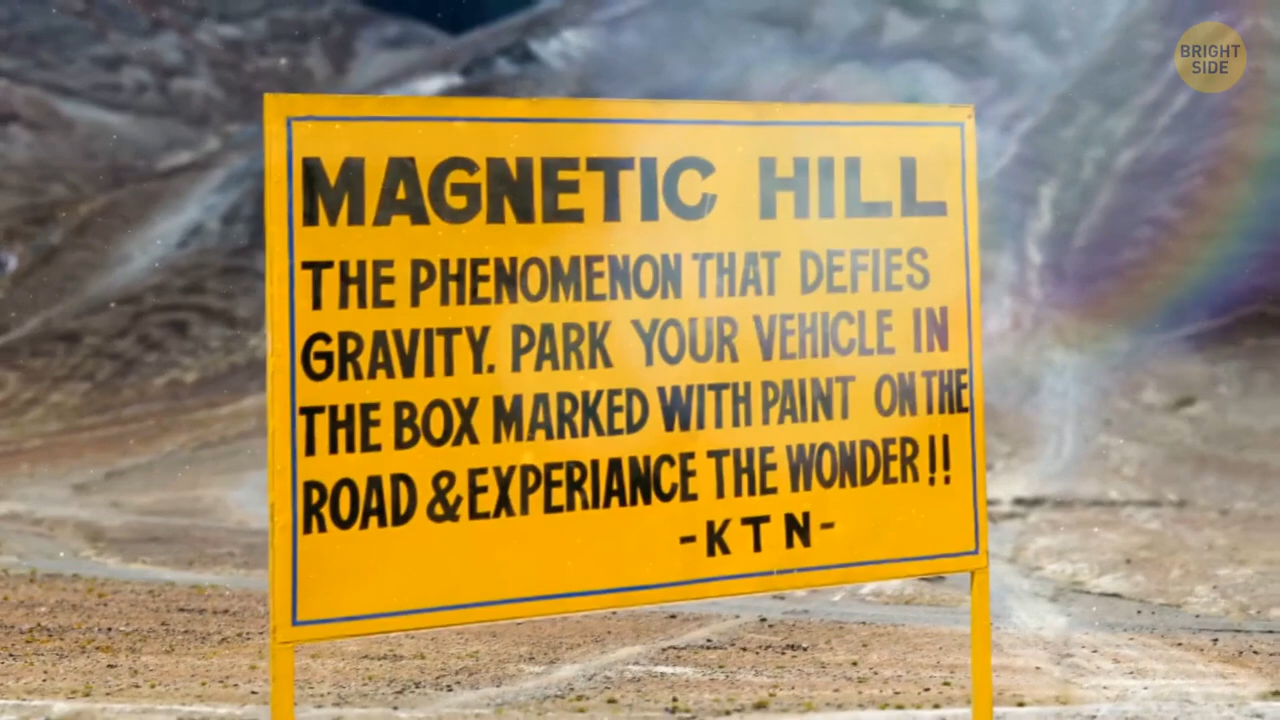 BRIGHT
SIDE
MAGNETIC HILL
THE PHENOMENON THAT DEFIES
GRAVITY. PARK YOUR VEHICLE IN
THE BOX MARKED WITH PAINT ON THE
ROAD & EXPERIANCE THE WONDER !!
-KTN-